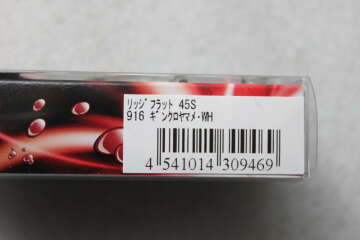 ﾘｯｼﾞﾌﾗｯﾄ 45S
916 ｷﾞﾝｸﾛﾔﾏﾒ･WH
4 541014 309469